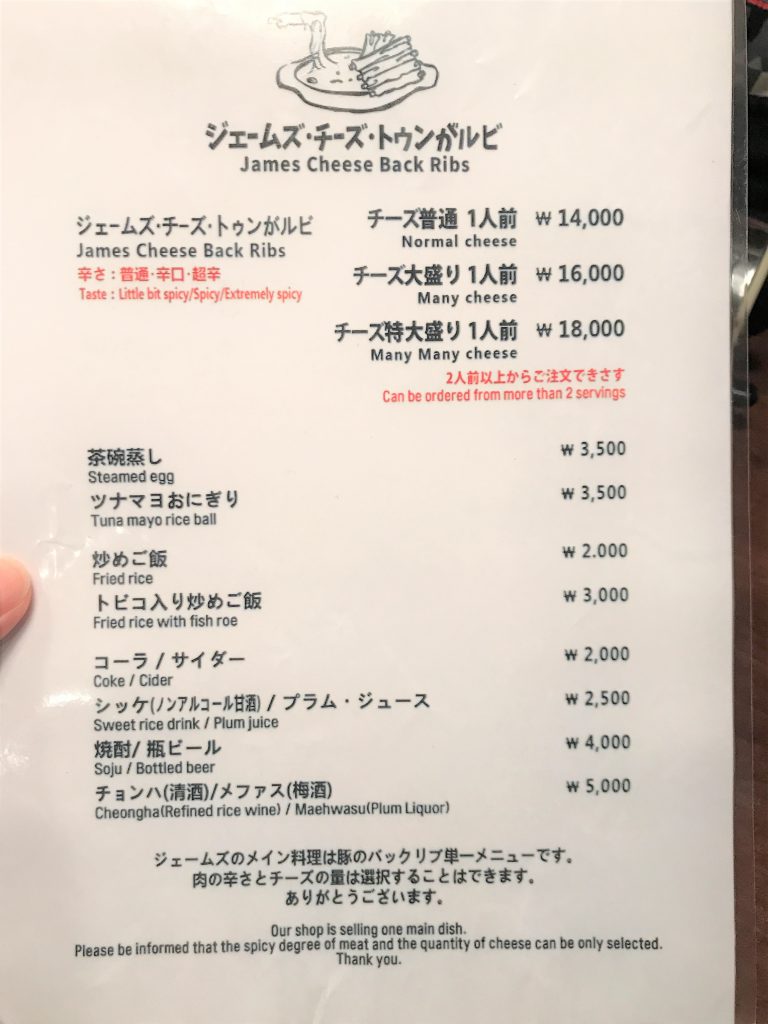 ジェームズ・チーズ・トゥンがルビ
James Cheese Back Ribs
ジェームズ・チーズ・トゥンがルビ
James Cheese Back Ribs
辛さ : 普通・辛口・超辛
Taste : Little bit spicy/Spicy/Extremely spicy
チーズ普通 1人前 ₩ 14,000
Normal cheese
チーズ大盛り 1人前 ₩ 16,000
Many cheese
チーズ特大盛り 1人前 ₩ 18,000
Many Many cheese
2人前以上からご注文できさす
Can be ordered from more than 2 servings
茶碗蒸し ₩ 3,500
Steamed egg
ツナマヨおにぎり ₩ 3,500
Tuna mayo rice ball
炒めご飯 ₩ 2.000
Fried rice
トビコ入り炒めご飯 ₩ 3,000
Fried rice with fish roe
コーラ / サイダー ₩ 2,000
Coke / Cider
シッケ(ノンアルコール甘酒) / プラム・ジュース ₩ 2,500
Sweet rice drink / Plum juice
焼酎/ 瓶ビール ₩ 4,000
Soju / Bottled beer
チョンハ(清酒)/メファス(梅酒) ₩ 5,000
Cheongha(Refined rice wine) / Maehwasu(Plum Liquor)
ジェームズのメイン料理は豚のバックリブ単一メニューです。
肉の辛さとチーズの量は選択することはできます。
ありがとうございます。
Our shop is selling one main dish.
Please be informed that the spicy degree of meat and the quantity of cheese can be only selected.
Thank you.